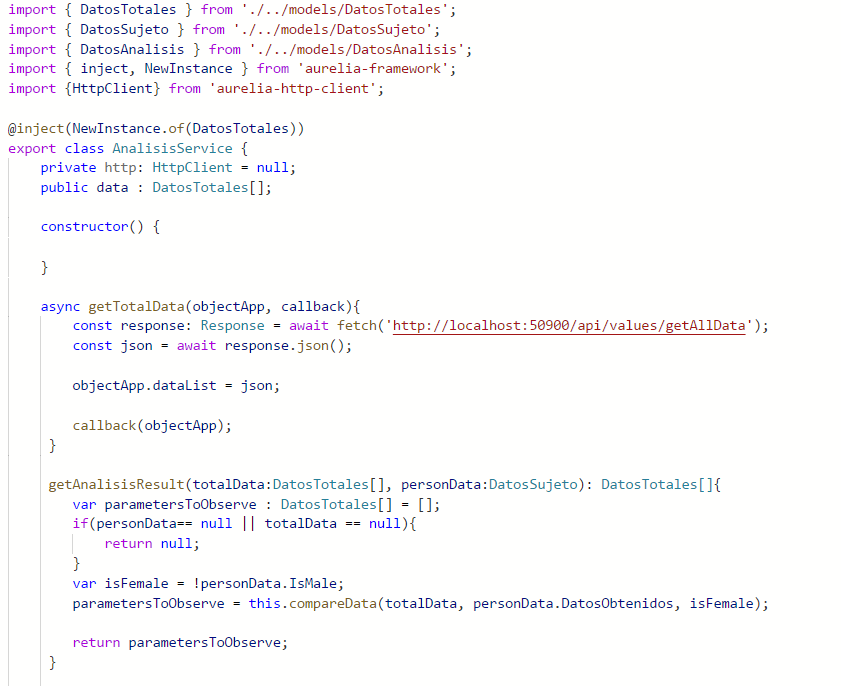 import { DatosTotales } from './../models/DatosTotales';
import { DatosSujeto } from './../models/DatosSujeto';
import { DatosAnalisis } from './../models/DatosAnalisis';
import { inject, NewInstance } from 'aurelia-framework';
import {HttpClient} from 'aurelia-http-client';
@inject(NewInstance.of(DatosTotales))
export class AnalisisService {
private http: HttpClient = null;
public data : DatosTotales[];
constructor() {
}
async getTotalData(objectApp, callback){
const response: Response = await fetch('http://localhost:50900/api/values/getAllData');
const json = await response.json();
objectApp.dataList = json;
callback(objectApp);
}
getAnalisisResult(totalData:DatosTotales[], personData:DatosSujeto): DatosTotales[]{
var parametersToObserve : DatosTotales[] = [];
if(personData== null || totalData == null){
return null;
}
var isFemale = !personData.IsMale;
parametersToObserve = this.compareData(totalData, personData.DatosObtenidos, isFemale);
return parametersToObserve;
}